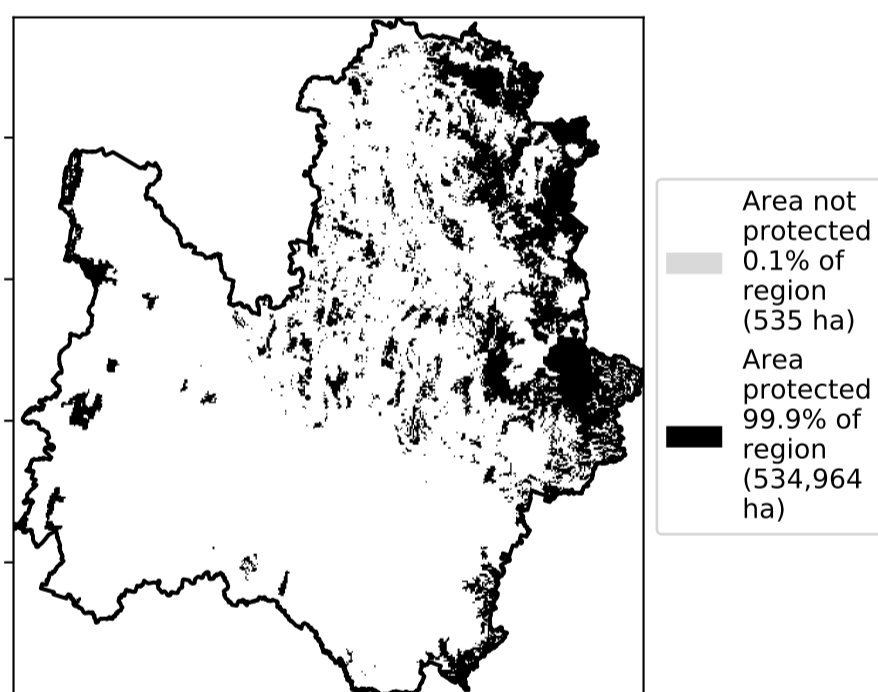 Area not
protected
0.1% of
region
(535 ha)
Area
protected
99.9% of
region
(534,964
ha)